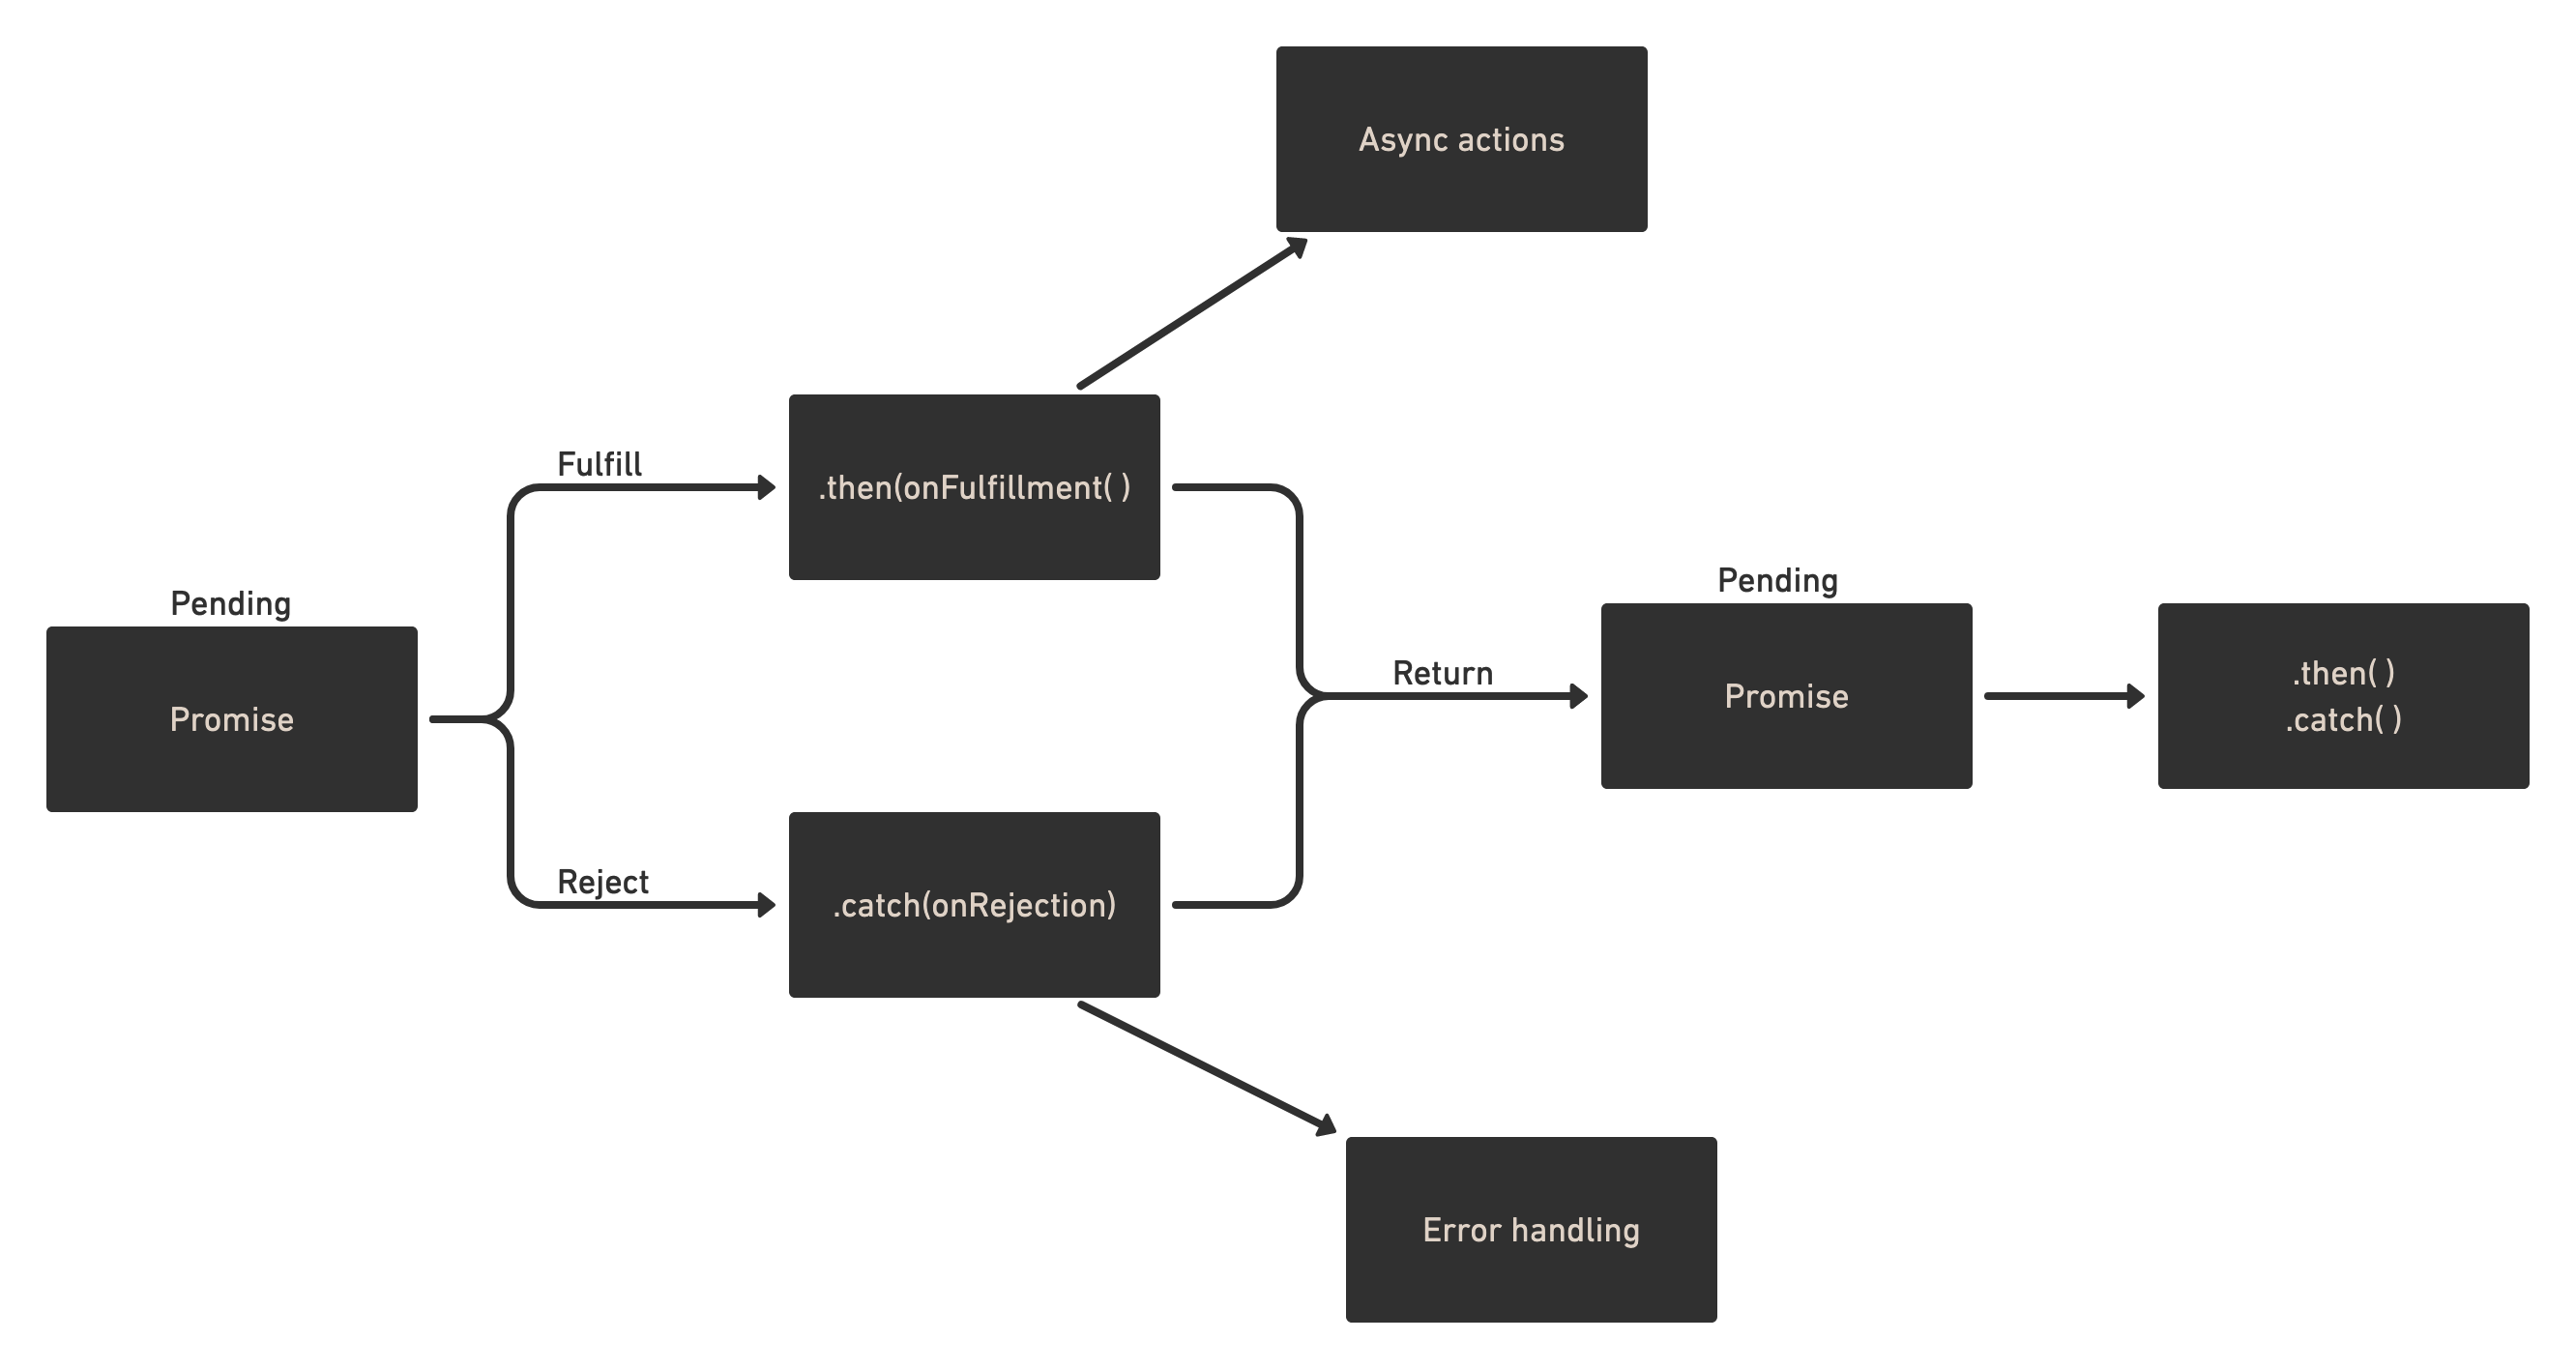 Async actions
Fulfill
.then(onFulfillment( )
Pending
Promise
Reject
.catch(onRejection)
Return
Pending
Promise
.then( )
.catch( )
Error handling